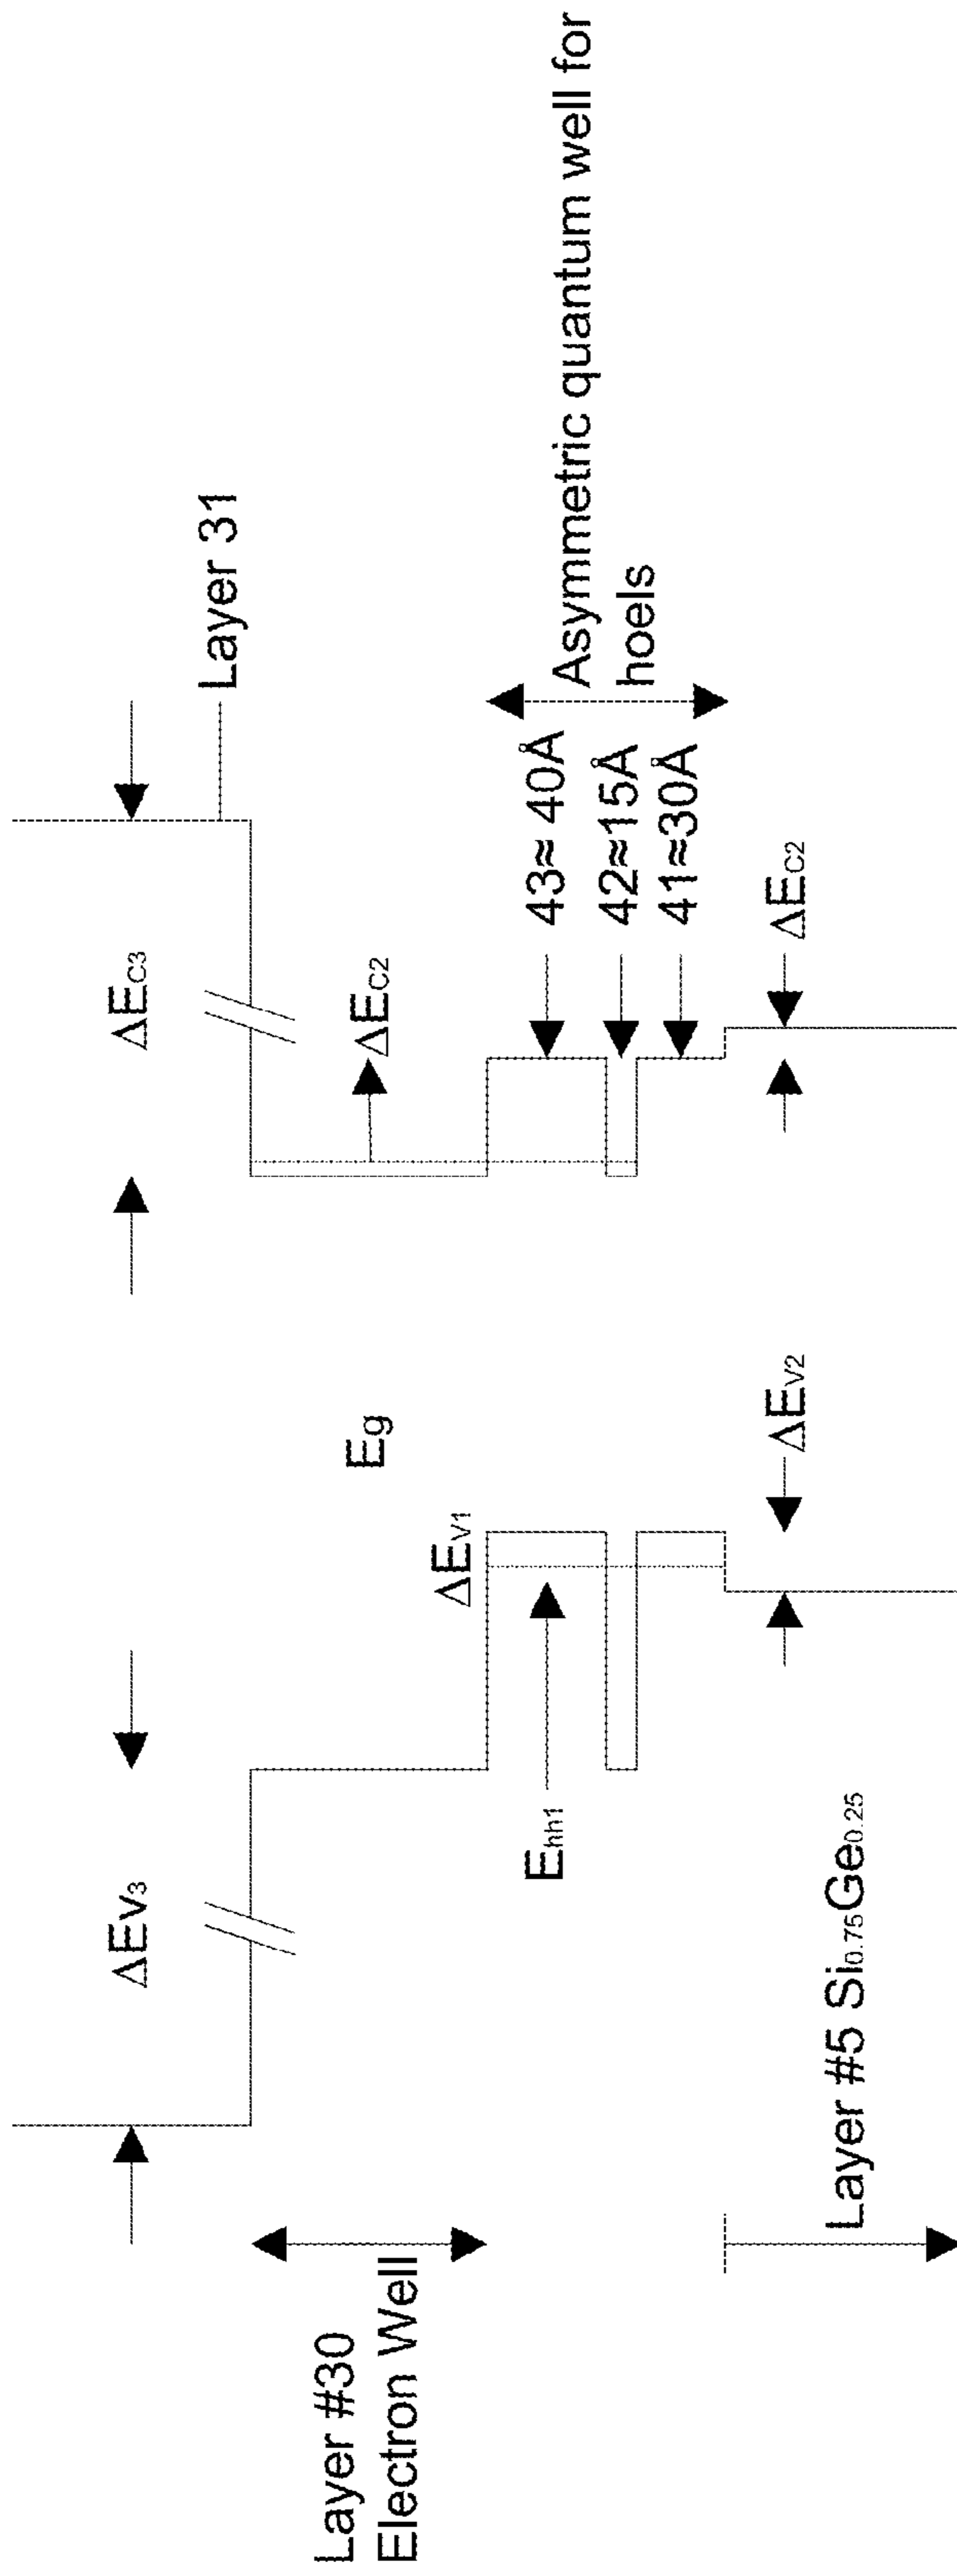 Layer 31
ΔEC3
ΔEC2
Asymmetric quantum well for
hoels
43≈ 40Å
42≈15Å
41≈30Å
ΔEC2
Eg
ΔEV1
ΔEV2
ΔEV3
Ehh1
Layer #30
Electron Well
Layer #5 Si0.75Ge0.25